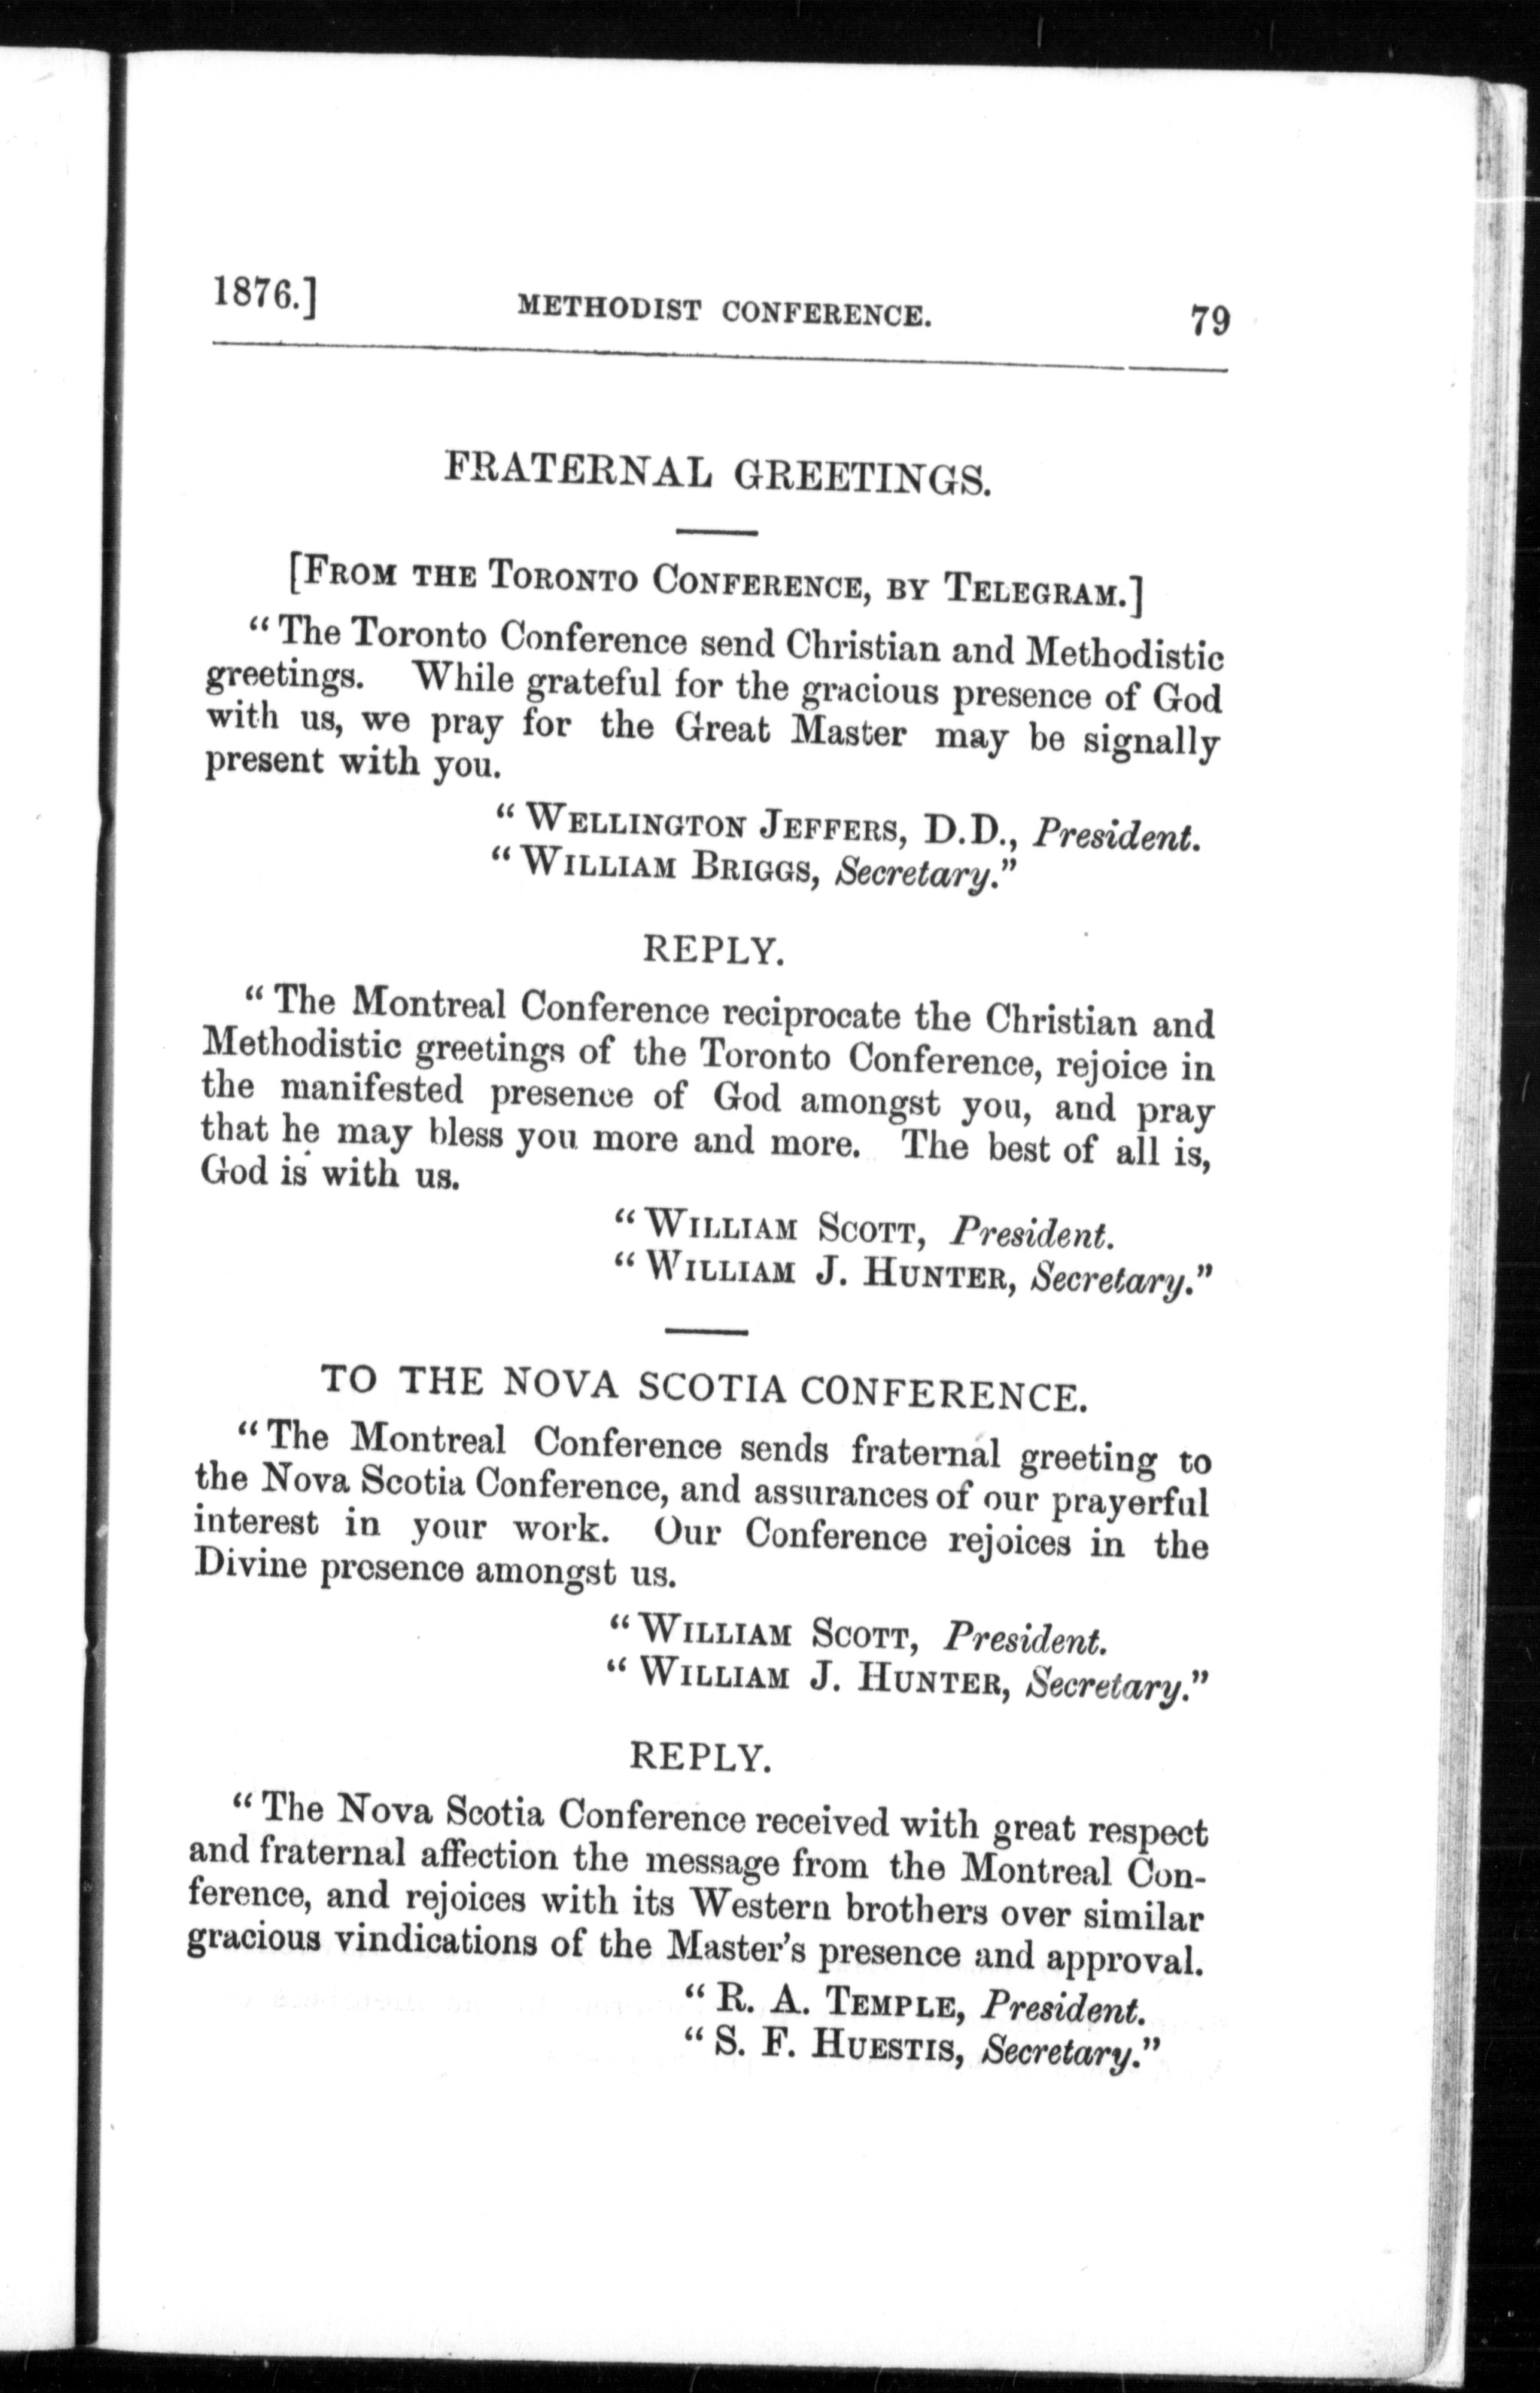 1876.] METHODIST CONFERENCE. 79
FRATERNAL GREETINGS.
[FROM THE TORONTO CONFERENCE, BY TELEGRAM.]
“The Toronto Conference send Christian and Methodistic
greetings. While grateful for the gracious presence of God
with us, we pray for the Great Master may be signally
present with you.
“WELLINGTON JEFFERS, D.D., President.
“WILLIAM BRIGGS, Secretary.”
REPLY.
“The Montreal Conference reciprocate the Christian and
Methodistic greetings of the Toronto Conference, rejoice in
the manifested presence of God amongst you, and pray
that he may bless you more and more. The best of all is,
God is with us.
“WILLIAM SCOTT, President.
“WILLIAM J. HUNTER, Secretary.”
TO THE NOVA SCOTIA CONFERENCE.
“The Montreal Conference sends fraternal greeting to
the Nova Scotia Conference, and assurances of our prayerful
interest in your work. Our Conference rejoices in the
Divine presence amongst us.
“WILLIAM SCOTT, President.
“WILLIAM J. HUNTER, Secretary.”
REPLY.
“The Nova Scotia Conference received with great respect
and fraternal affection the message from the Montreal Con-
ference, and rejoices with its Western brothers over similar
gracious vindications of the Master’s presence and approval.
“R. A. TEMPLE, President.
“S. F. HUESTIS, Secretary.”